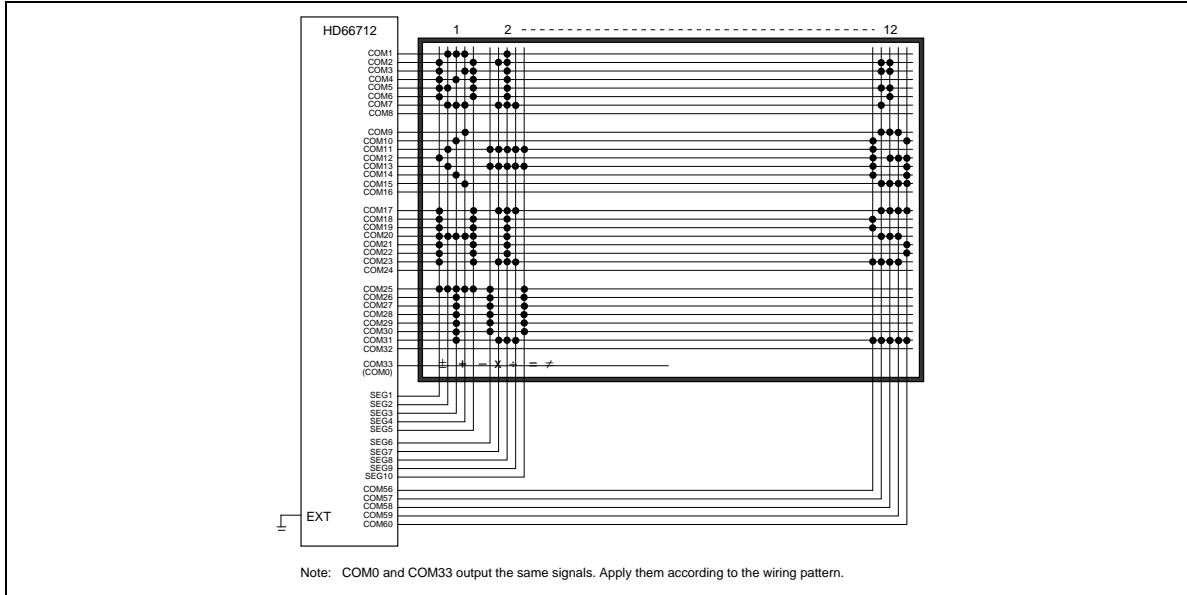 HD66712
1 2 12
COM1
COM2
COM3
COM4
COM5
COM6
COM7
COM8
COM9
COM10
COM11
COM12
COM13
COM14
COM15
COM16
COM17
COM18
COM19
COM20
COM21
COM22
COM23
COM24
COM25
COM26
COM27
COM28
COM29
COM30
COM31
COM32
COM33
(COM0)
± + − x ÷ = ≠
SEG1
SEG2
SEG3
SEG4
SEG5
SEG6
SEG7
SEG8
SEG9
SEG10
COM56
COM57
COM58
COM59
COM60
EXT
Note: COM0 and COM33 output the same signals. Apply them according to the wiring pattern.